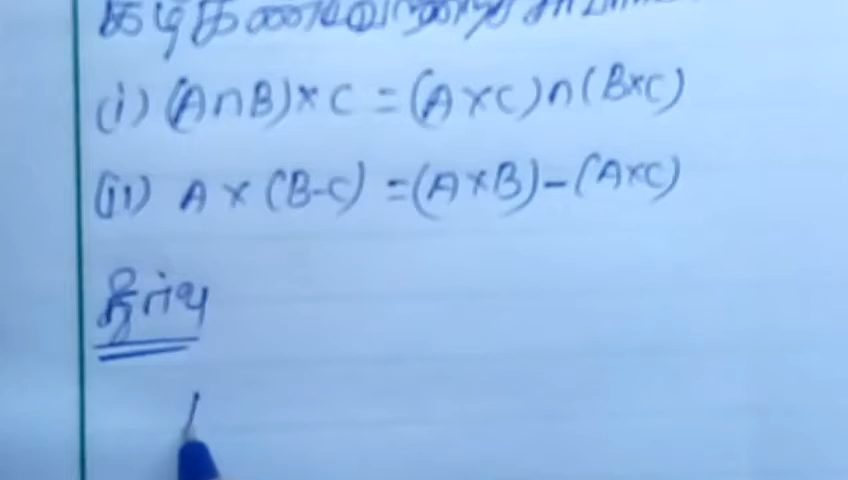 (i) (A∩B)×C = (A×C)∩(B×C)
(ii) A × (B-C) = (A×B)-(A×C)
தீர்வு